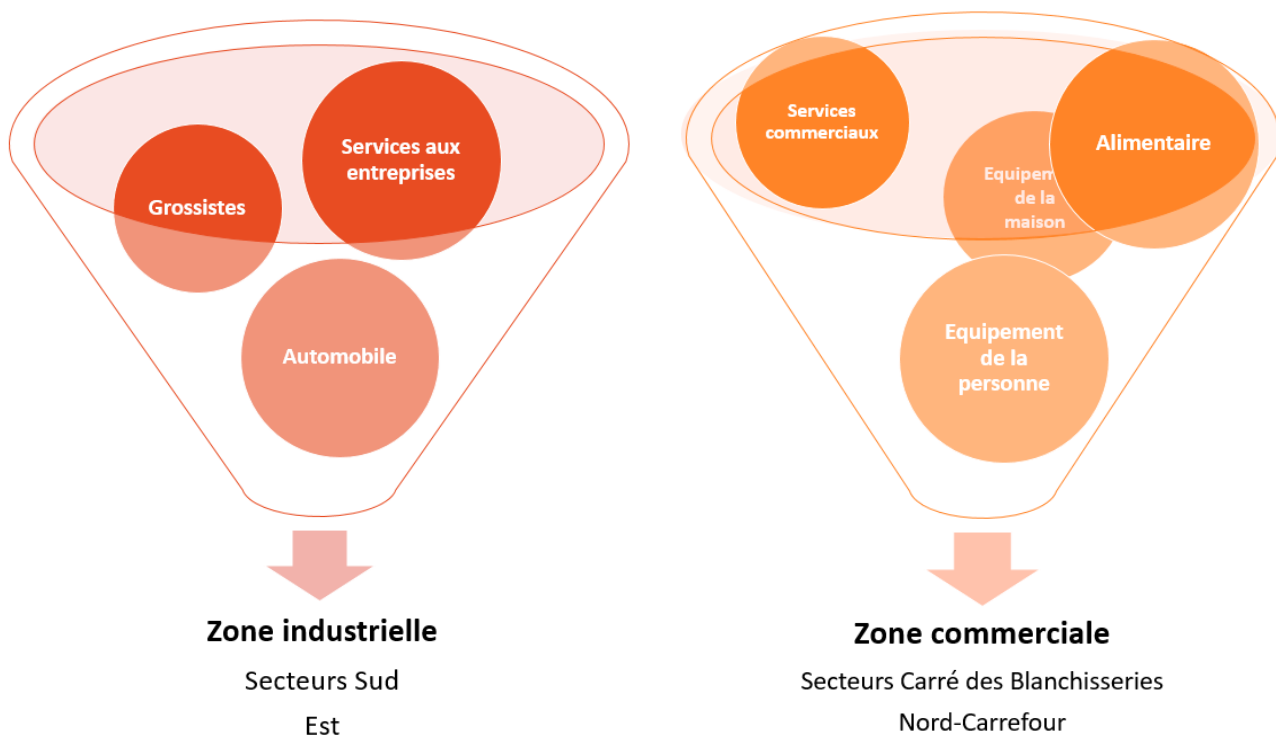 Grossistes
Services aux
entreprises
Automobile
Zone industrielle
Secteurs Sud
Est
Services
commerciaux
Equipeme
de la
maison
Alimentaire
Equipement
de la
personne
Zone commerciale
Secteurs Carré des Blanchisseries
Nord-Carrefour